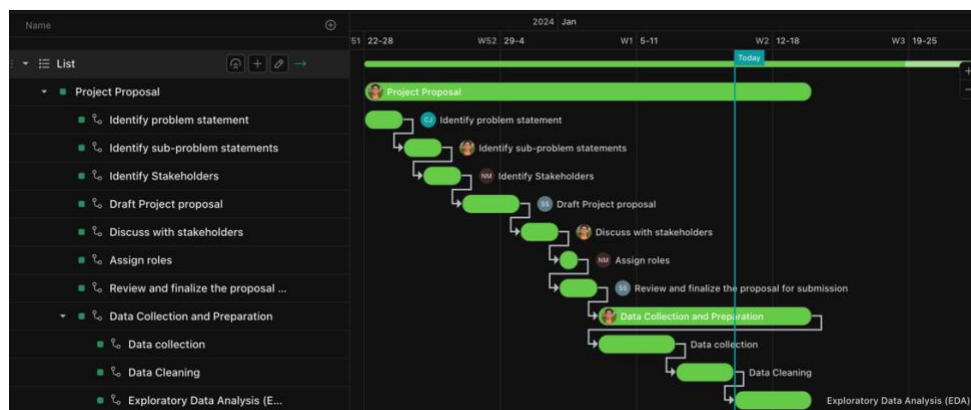 Name
2024 Jan
W51 22-28 W52 29-4 W1 5-11 W2 12-18 W3 19-25
Today
List
Project Proposal
Project Proposal
Identify problem statement
CJ Identify problem statement
Identify sub-problem statements
Identify sub-problem statements
Identify Stakeholders
NM Identify Stakeholders
Draft Project proposal
SS Draft Project proposal
Discuss with stakeholders
Discuss with stakeholders
Assign roles
NM Assign roles
Review and finalize the proposal ...
SS Review and finalize the proposal for submission
Data Collection and Preparation
Data Collection and Preparation
Data collection
Data collection
Data Cleaning
Data Cleaning
Exploratory Data Analysis (E...
Exploratory Data Analysis (EDA)